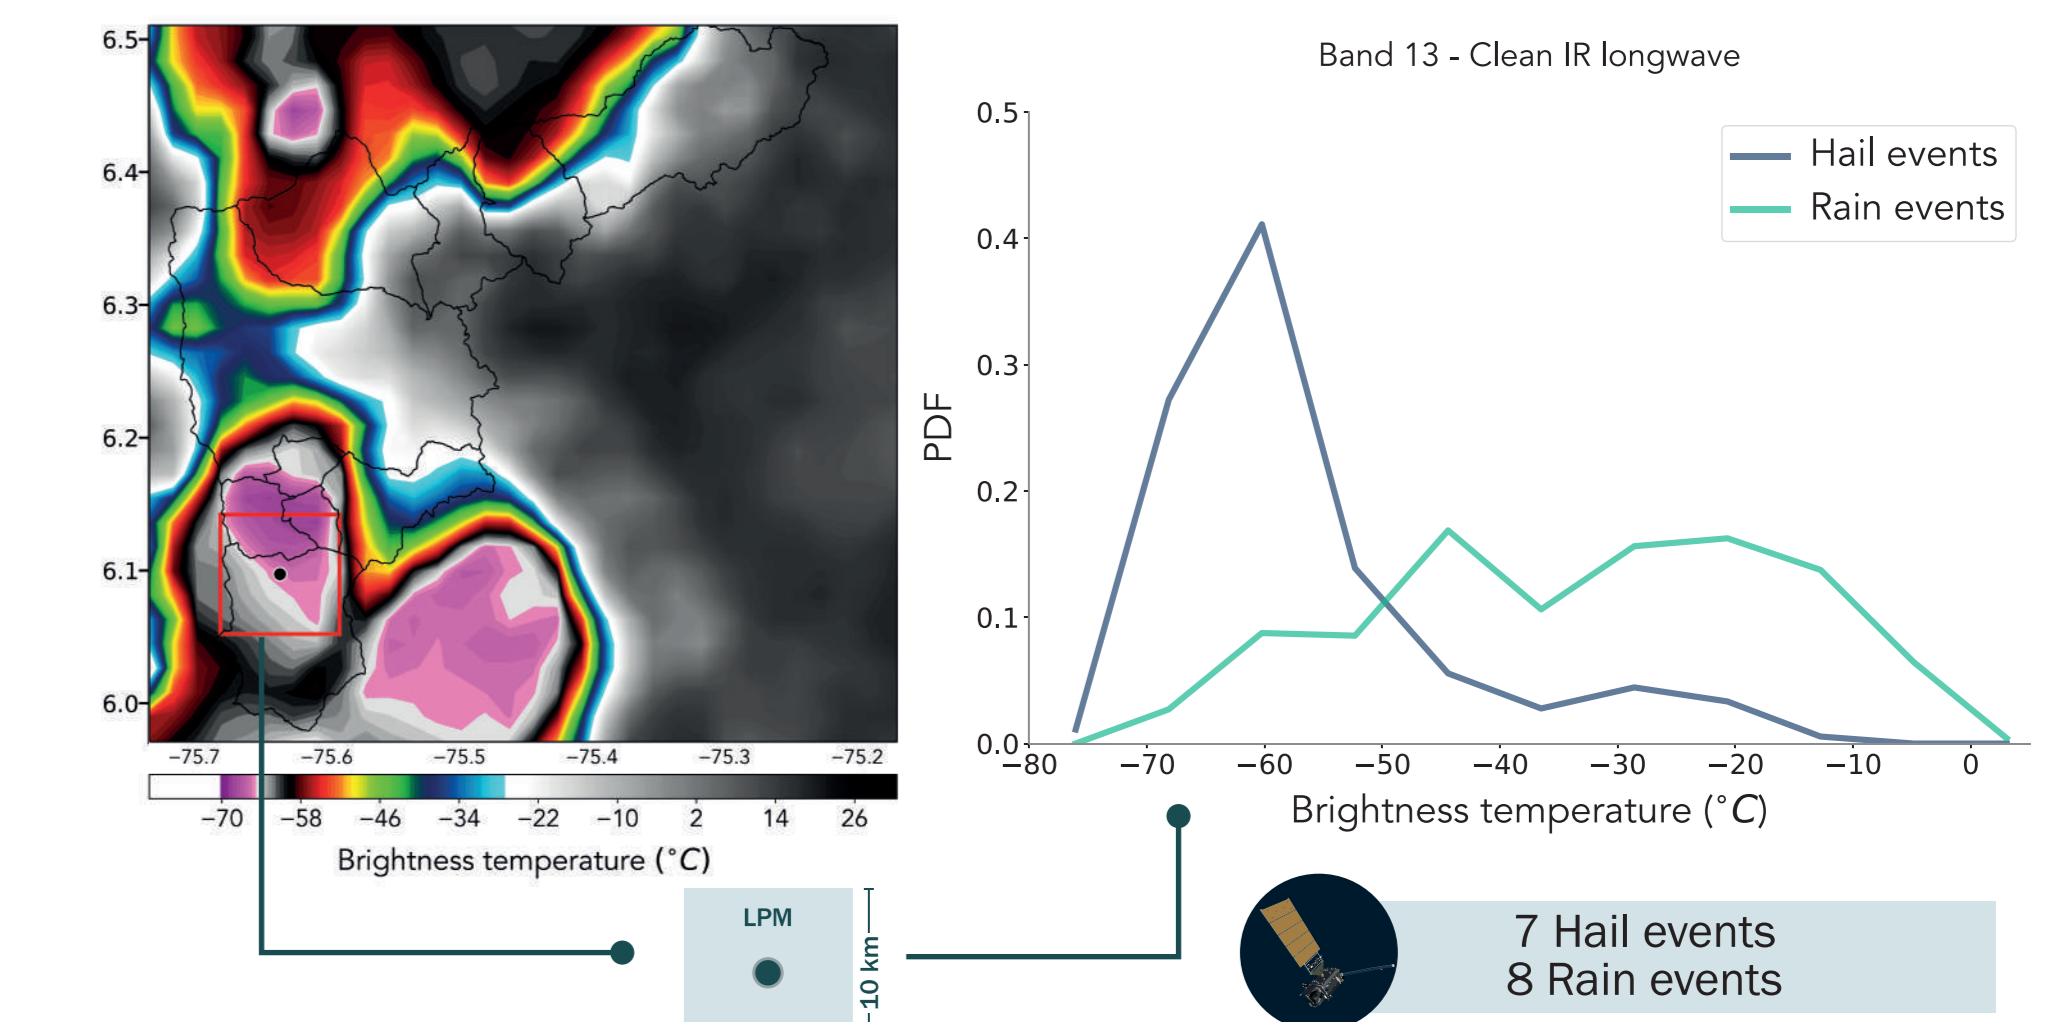 6.5
6.4
6.3
6.2
6.1
6.0
−75.7 −75.6 −75.5 −75.4 −75.3 −75.2
−70 −58 −46 −34 −22 −10 2 14 26
Brightness temperature (°C)
Band 13 - Clean IR longwave
Hail events
Rain events
PDF
0.5
0.4
0.3
0.2
0.1
0.0
−80 −70 −60 −50 −40 −30 −20 −10 0
Brightness temperature (°C)
LPM
10 km
7 Hail events
8 Rain events